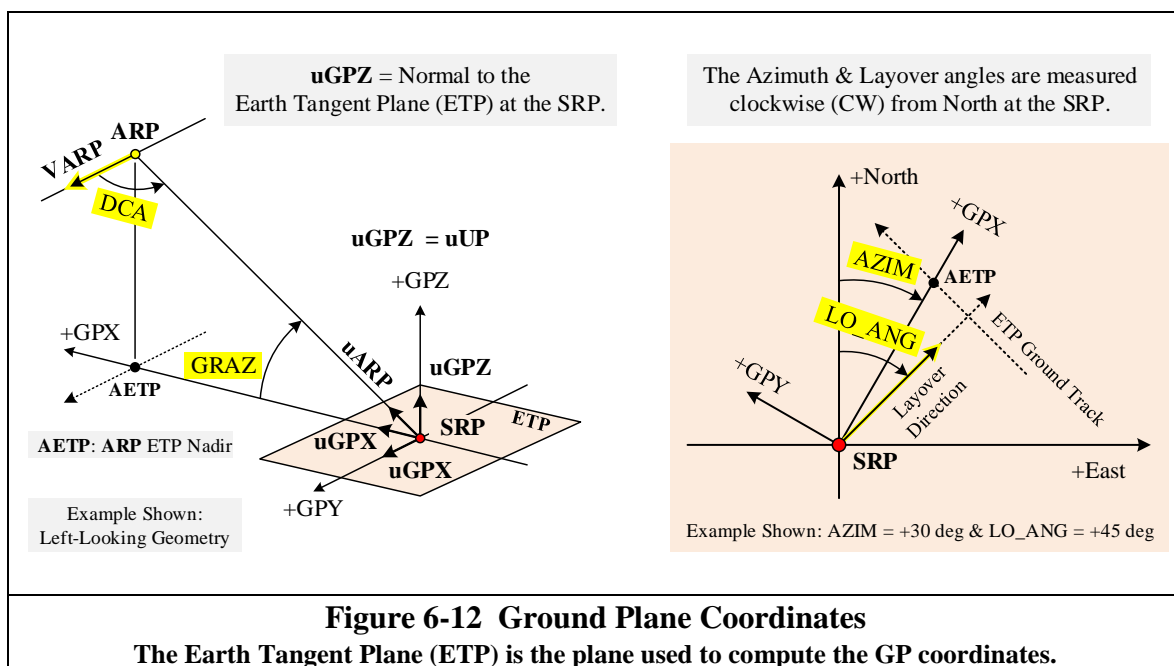 uGPZ = Normal to the
Earth Tangent Plane (ETP) at the SRP.
ARP
VARP
DCA
uGPZ = uUP
+GPZ
+GPX
GRAZ
uARP
uGPZ
AETP
ETP
SRP
uGPX
uGPX
AETP: ARP ETP Nadir
+GPY
Example Shown:
Left-Looking Geometry
The Azimuth & Layover angles are measured
clockwise (CW) from North at the SRP.
+North
+GPX
AZIM
AETP
LO_ANG
ETP Ground Track
+GPY
Layover
Direction
SRP
+East
Example Shown: AZIM = +30 deg & LO_ANG = +45 deg
Figure 6-12 Ground Plane Coordinates
The Earth Tangent Plane (ETP) is the plane used to compute the GP coordinates.